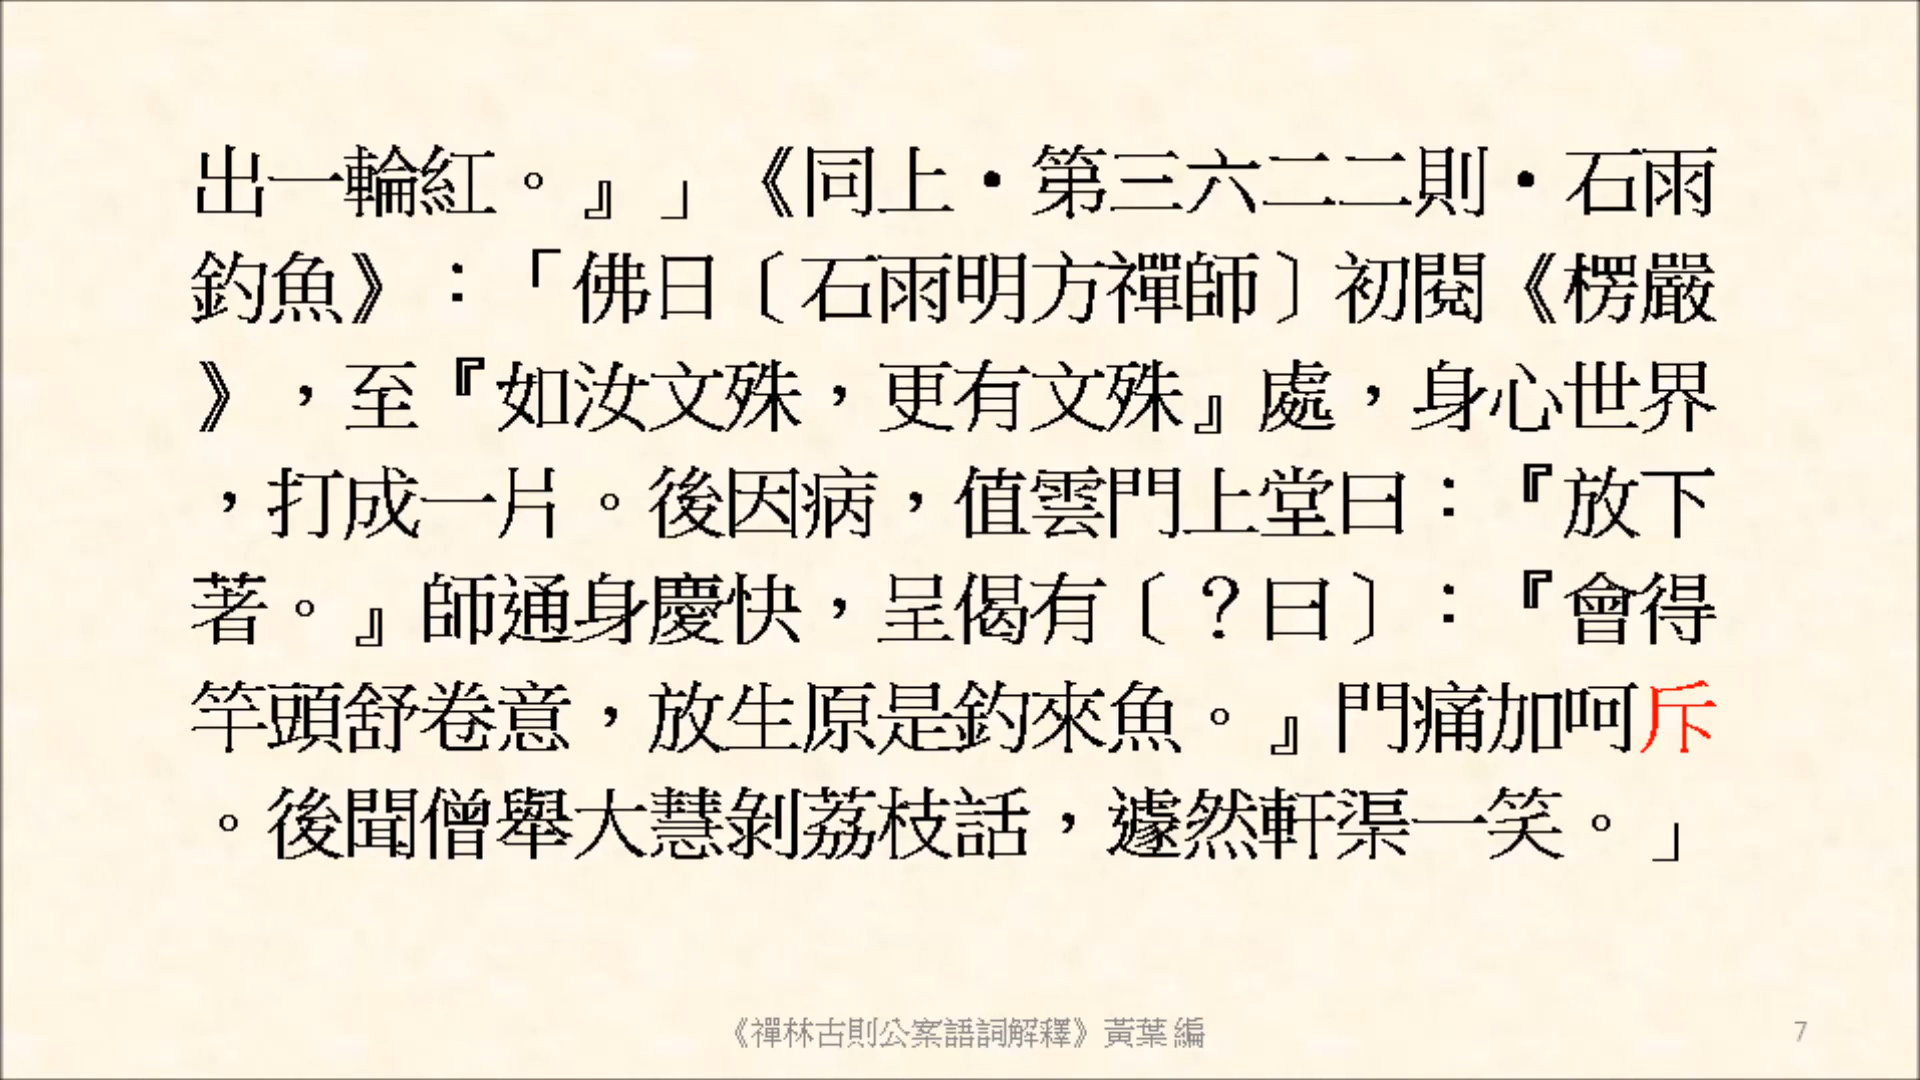 出一輪紅。』」《同上‧第三六二二則‧石雨
釣魚》：「佛日〔石雨明方禪師〕初閱《楞嚴
》，至『如汝文殊，更有文殊』處，身心世界
，打成一片。後因病，值雲門上堂曰：『放下
著。』師通身慶快，呈偈有〔？曰〕：『會得
竿頭舒卷意，放生原是釣來魚。』門痛加呵斥
。後聞僧舉大慧剝荔枝話，遽然軒渠一笑。」
《禪林古則公案語詞解釋》黃葉 編
7